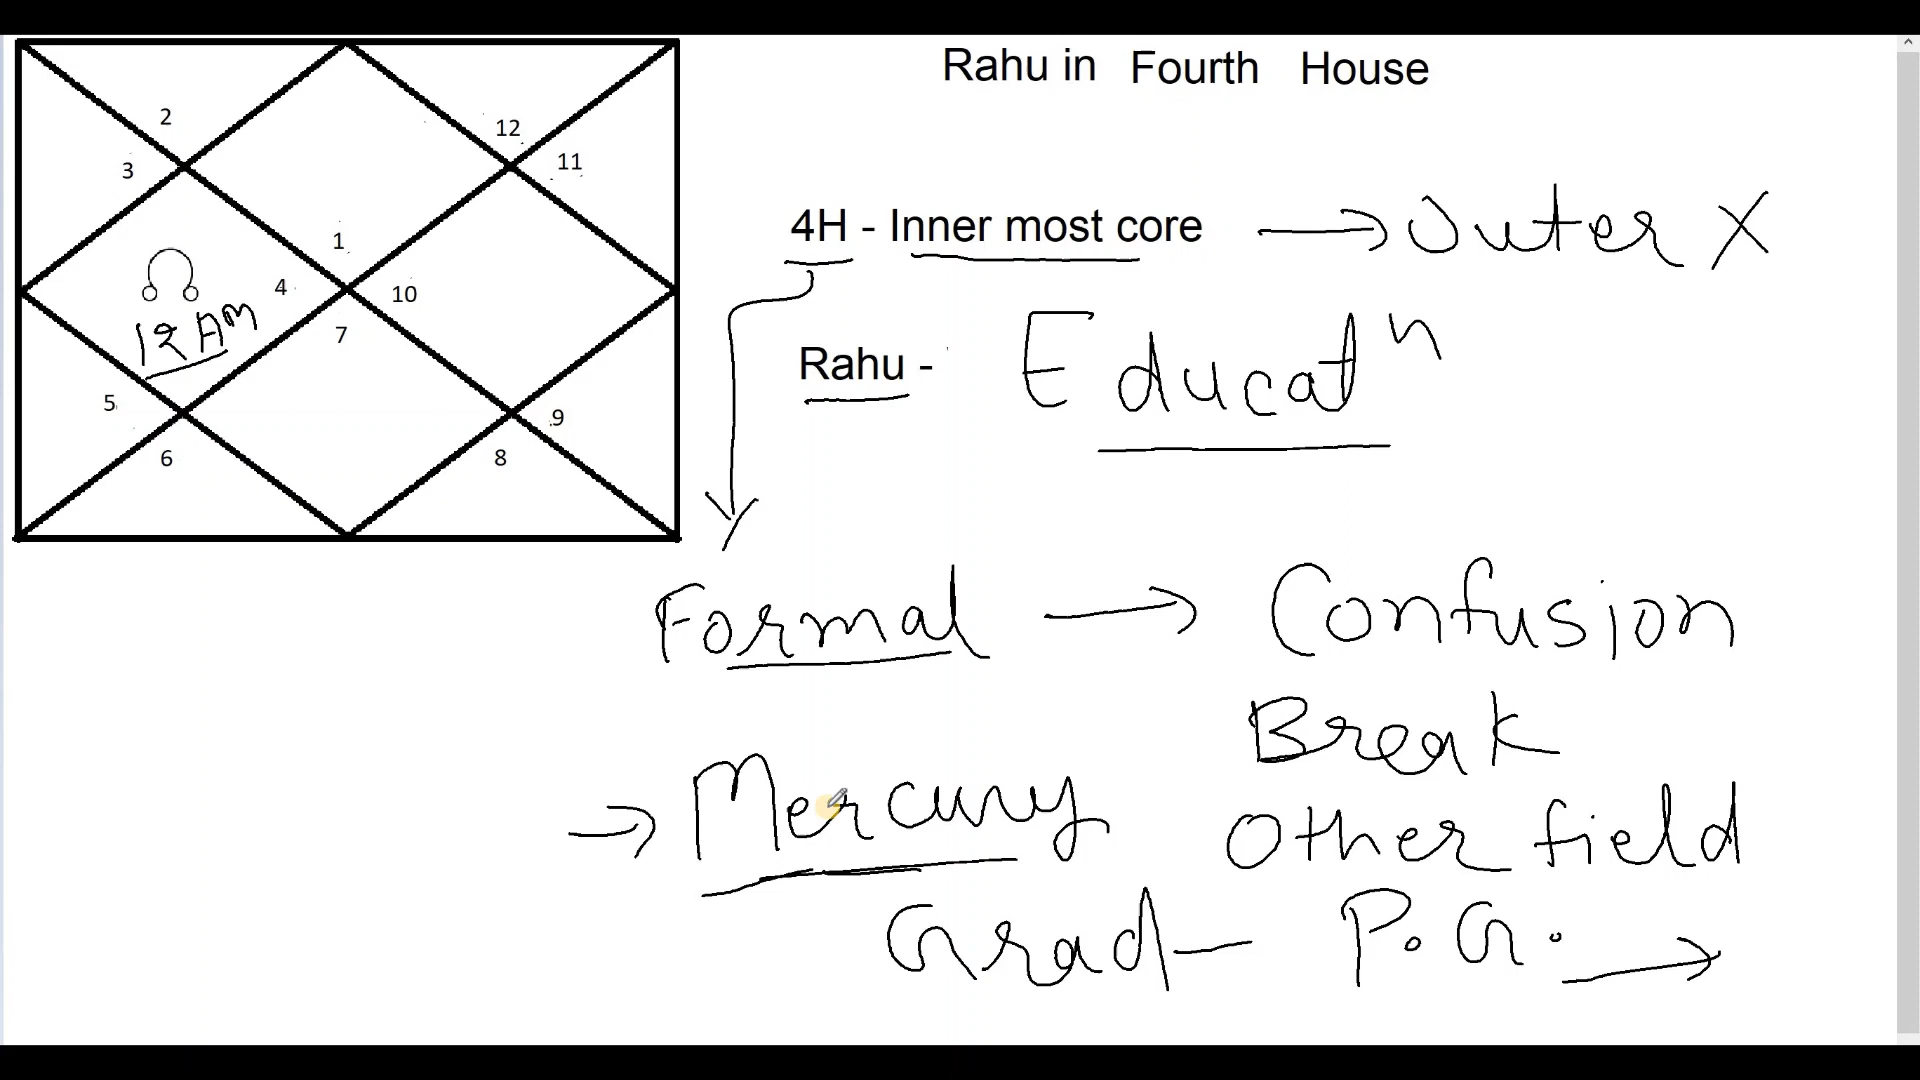 Rahu in Fourth House
2
12
3
11
1
4
10
12 AM
7
5
9
6
8
4H - Inner most core → Outer X
Rahu - Educatn
Formal → Confusion
Break
→ Mercury
Other field
Grad - P.G. →